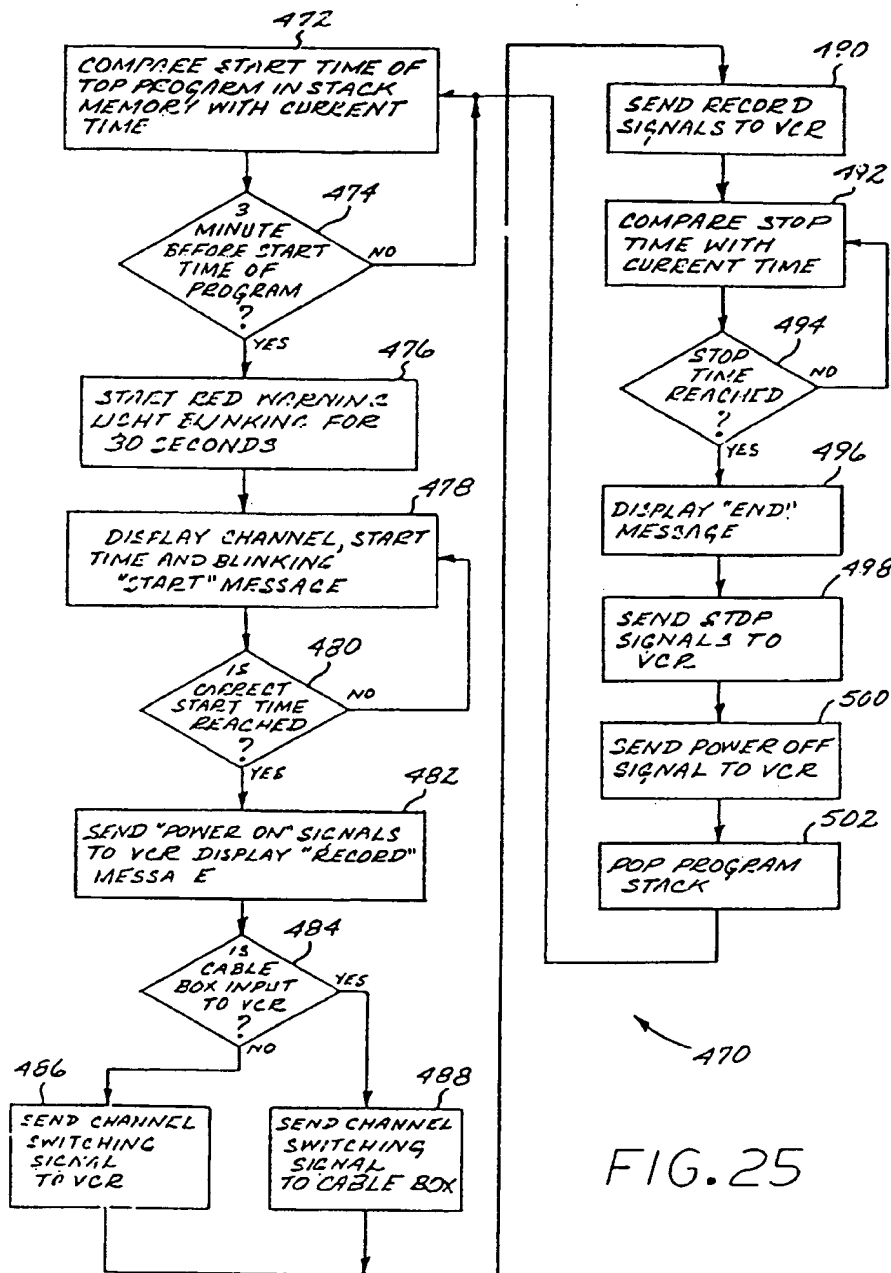 472
COMPARE START TIME OF
TOP PROGARM IN STACK
MEMORY WITH CURRENT
TIME
474
3
MINUTE
BEFORE START
TIME OF
PROGRAM
?
NO
YES
476
START RED WARNING
LIGHT BLINKING FOR
30 SECONDS
478
DISPLAY CHANNEL, START
TIME AND BLINKING
"START" MESSAGE
480
IS
CORRECT
START TIME
REACHED
?
NO
YES
482
SEND "POWER ON" SIGNALS
TO VCR DISPLAY "RECORD"
MESSA E
484
IS
CABLE
BOX INPUT
TO VCR
?
YES
NO
486
SEND CHANNEL
SWITCHING
SIGNAL
TO VCR
488
SEND CHANNEL
SWITCHING
SIGNAL
TO CABLE BOX
490
SEND RECORD
SIGNALS TO VCR
492
COMPARE STOP
TIME WITH
CURRENT TIME
494
STOP
TIME
REACHED
?
NO
YES
496
DISPLAY "END"
MESSAGE
498
SEND STOP
SIGNALS TO
VCR
500
SEND POWER OFF
SIGNAL TO VCR
502
POP PROGRAM
STACK
470
FIG. 25